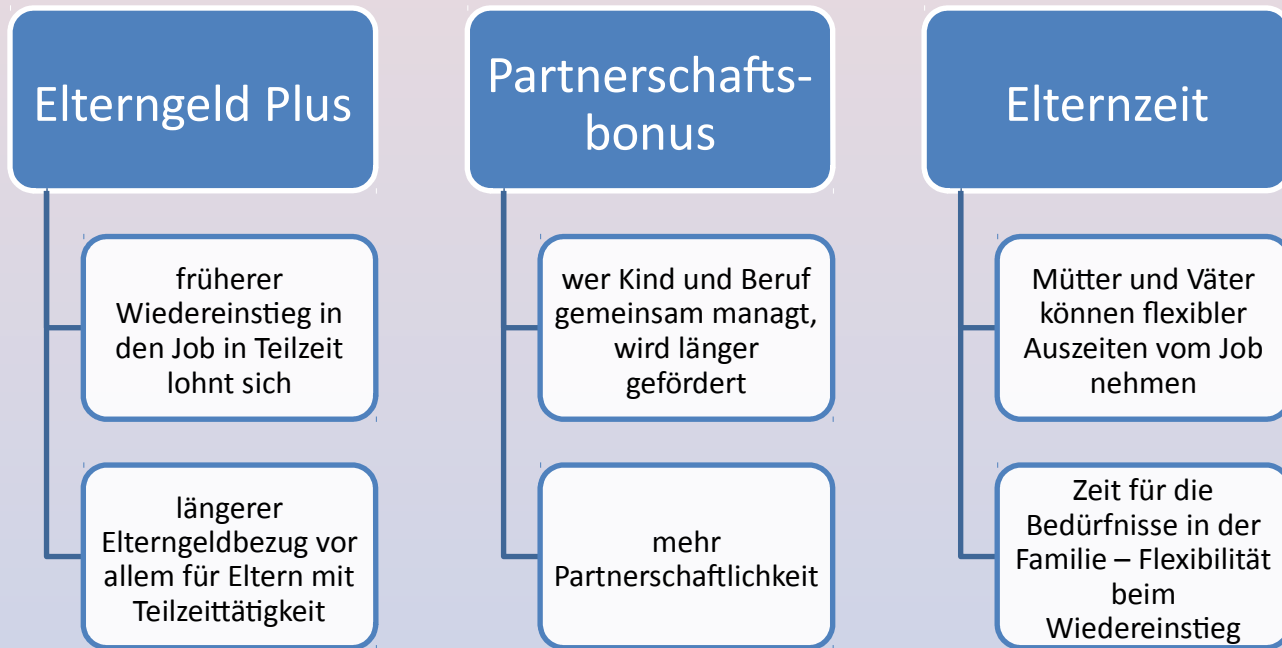 Elterngeld Plus
früherer
Wiedereinstieg in
den Job in Teilzeit
lohnt sich
längerer
Elterngeldbezug vor
allem für Eltern mit
Teilzeittätigkeit
Partnerschafts-
bonus
wer Kind und Beruf
gemeinsam managt,
wird länger
gefördert
mehr
Partnerschaftlichkeit
Elternzeit
Mütter und Väter
können flexibler
Auszeiten vom Job
nehmen
Zeit für die
Bedürfnisse in der
Familie – Flexibilität
beim
Wiedereinstieg